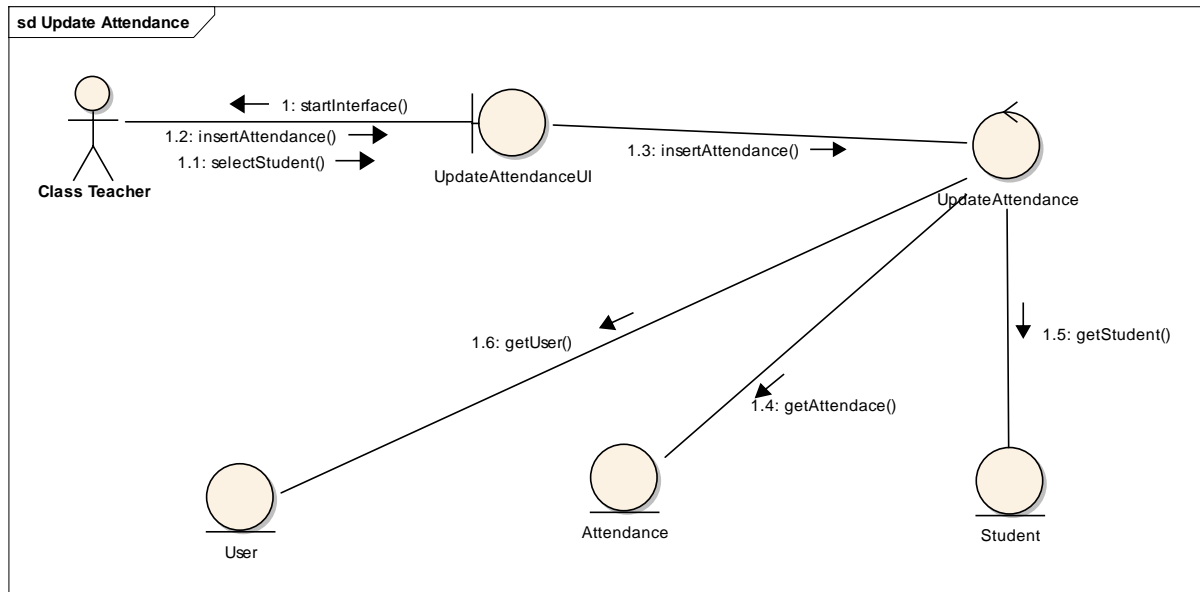 sd Update Attendance
1: startInterface()
1.2: insertAttendance()
1.1: selectStudent()
Class Teacher
UpdateAttendanceUI
1.3: insertAttendance()
UpdateAttendance
1.6: getUser()
1.5: getStudent()
1.4: getAttendace()
User
Attendance
Student